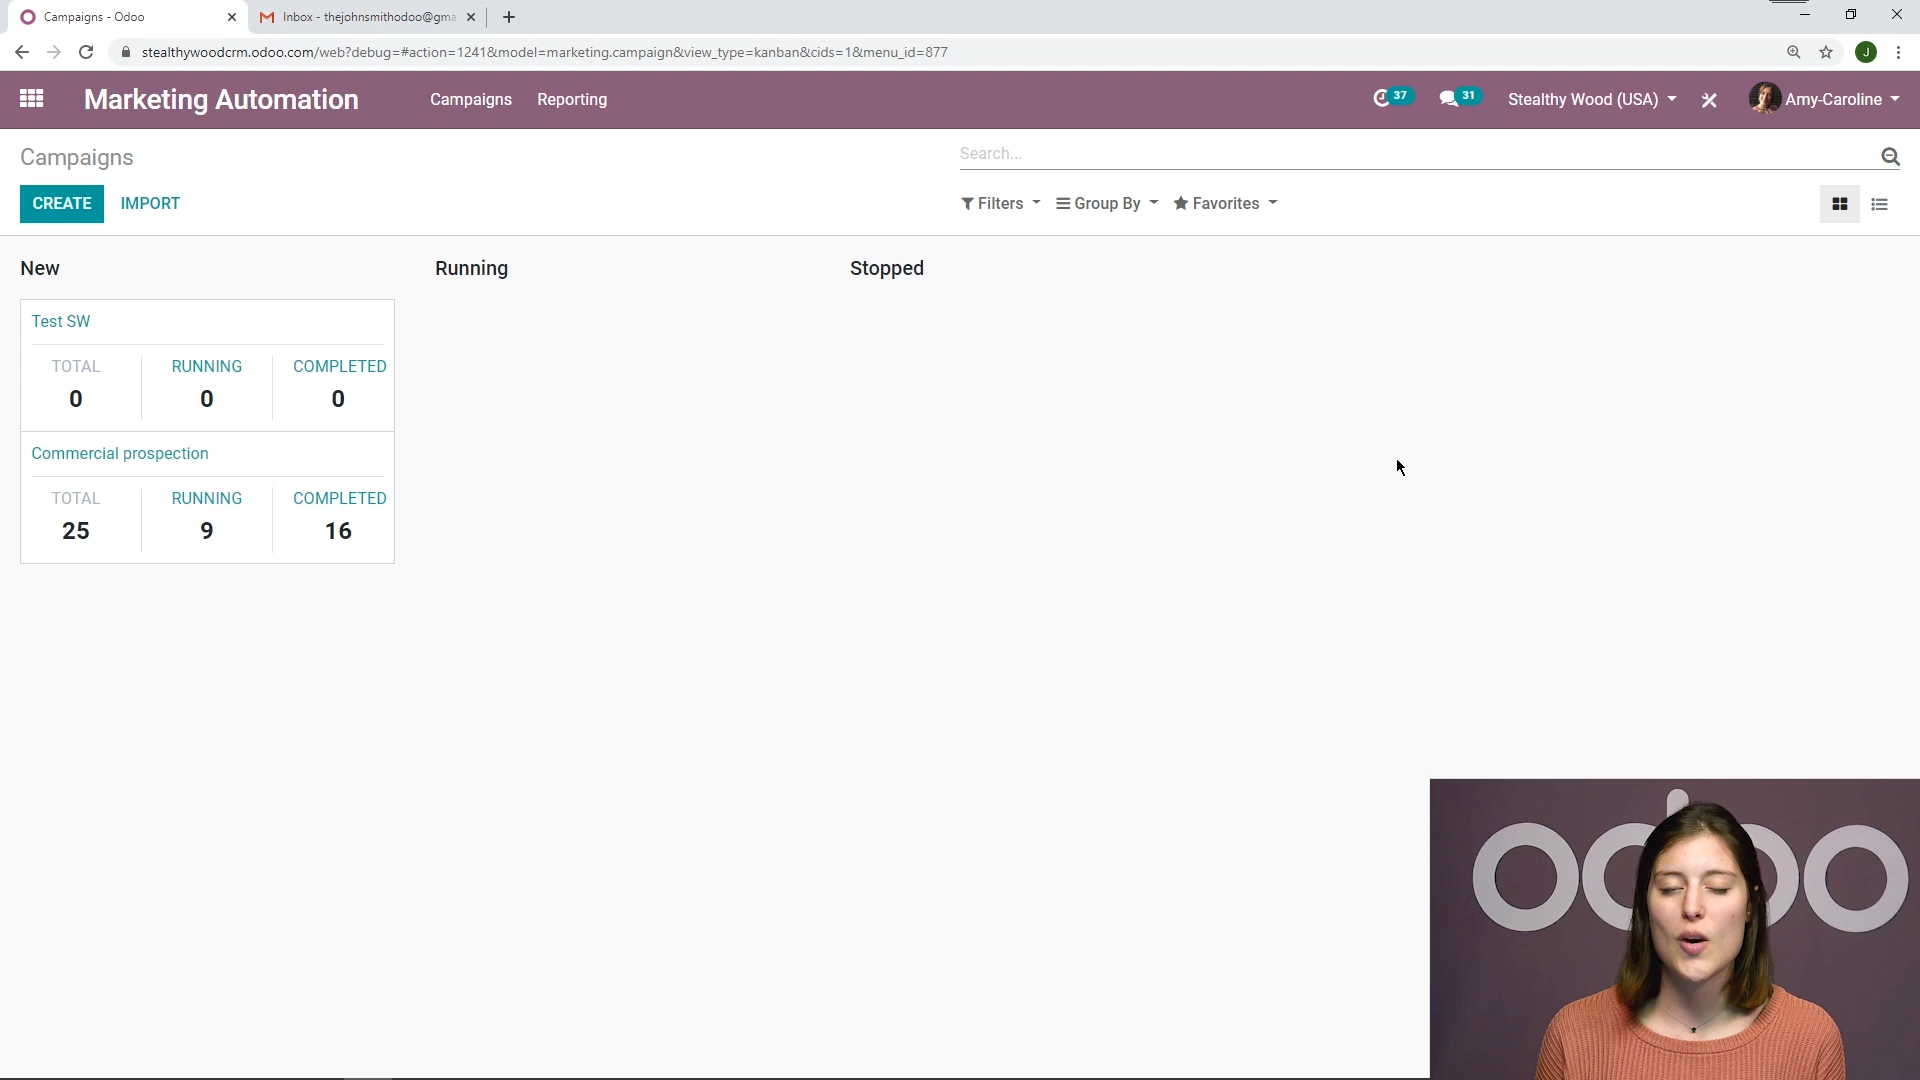 Campaigns - Odoo
Inbox - thejohnsmithodoo@gma
stealthywoodcrm.odoo.com/web?debug=#action=1241&model=marketing.campaign&view_type=kanban&cids=1&menu_id=877
J
Marketing Automation
Campaigns
Reporting
37
31
Stealthy Wood (USA)
Amy-Caroline
Campaigns
Search...
CREATE
IMPORT
Filters
Group By
Favorites
New
Running
Stopped
Test SW
TOTAL
RUNNING
COMPLETED
0
0
0
Commercial prospection
TOTAL
RUNNING
COMPLETED
25
9
16
odoo